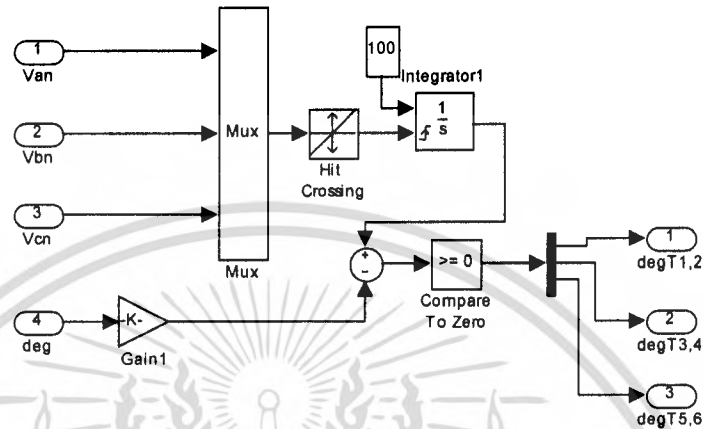 1
Van
2
Vbn
3
Vcn
4
deg
Mux
Mux
Hit
Crossing
100
Integrator1
1
s
+
-
>= 0
Compare
To Zero
-K-
Gain1
1
degT1,2
2
degT3,4
3
degT5,6